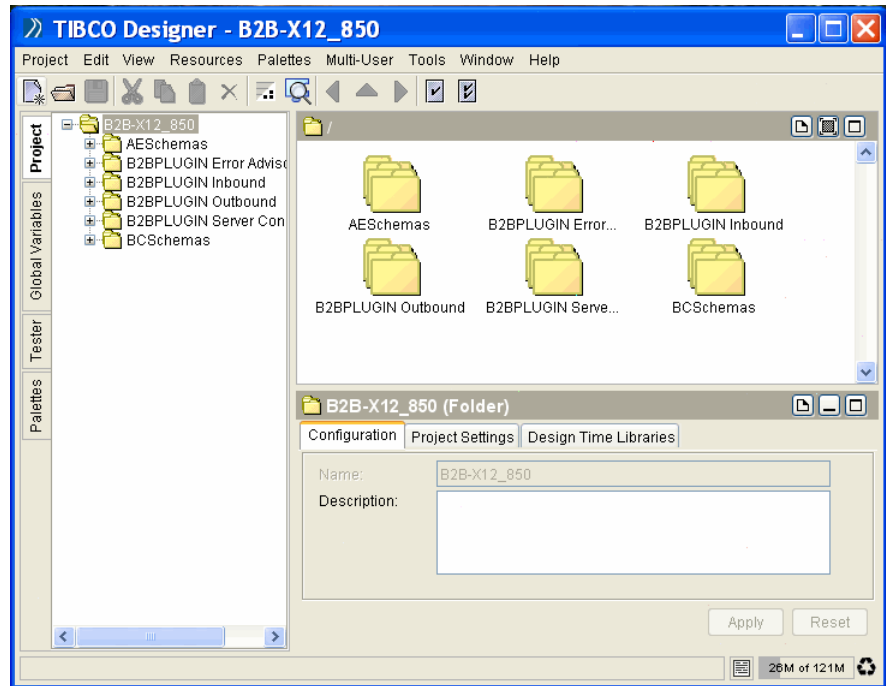 TIBCO Designer - B2B-X12_850
Project Edit View Resources Palettes Multi-User Tools Window Help
Project
Global Variables
Tester
Palettes
B2B-X12_850
AESchemas
B2BPLUGIN Error Adviso
B2BPLUGIN Inbound
B2BPLUGIN Outbound
B2BPLUGIN Server Con
BCSchemas
/
AESchemas B2BPLUGIN Error... B2BPLUGIN Inbound
B2BPLUGIN Outbound B2BPLUGIN Serve... BCSchemas
B2B-X12_850 (Folder)
Configuration Project Settings Design Time Libraries
Name: B2B-X12_850
Description:
Apply Reset
26M of 121M